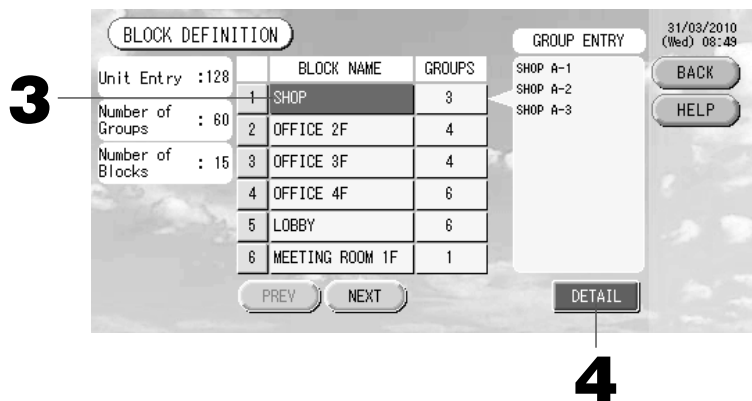 BLOCK DEFINITION
31/03/2010
(Wed) 08:49
GROUP ENTRY
BACK
HELP
Unit Entry :128
Number of Groups : 60
Number of Blocks : 15
BLOCK NAME GROUPS
1 SHOP 3
2 OFFICE 2F 4
3 OFFICE 3F 4
4 OFFICE 4F 6
5 LOBBY 6
6 MEETING ROOM 1F 1
SHOP A-1
SHOP A-2
SHOP A-3
PREV NEXT
DETAIL
3
4